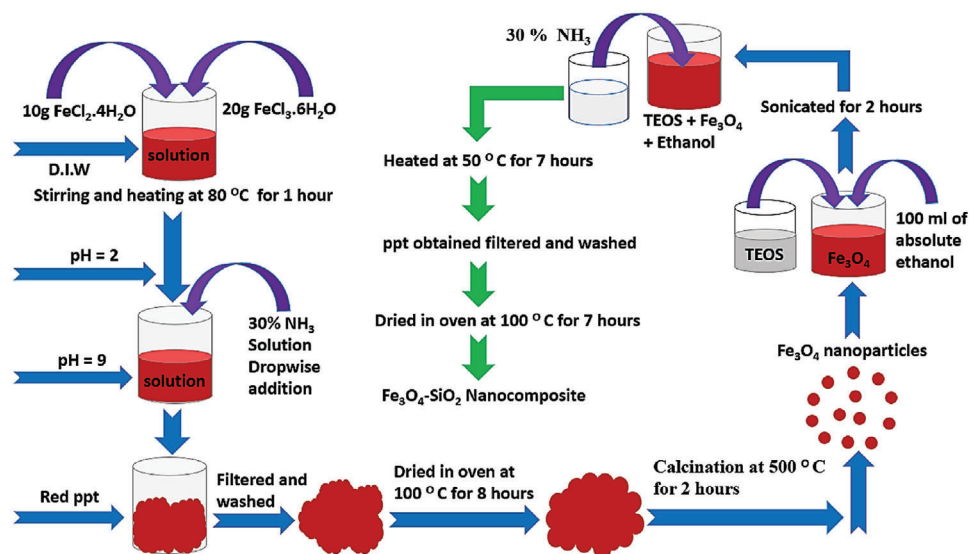 10g FeCl₂.4H₂O
20g FeCl₃.6H₂O
solution
D.I.W
Stirring and heating at 80 ᴼC for 1 hour
pH = 2
30% NH₃
Solution
Dropwise
addition
pH = 9
solution
Red ppt
Filtered and
washed
Dried in oven at
100 ᴼC for 8 hours
Calcination at 500 ᴼC
for 2 hours
Fe₃O₄ nanoparticles
TEOS
Fe₃O₄
100 ml of
absolute
ethanol
Sonicated for 2 hours
30 % NH₃
TEOS + Fe₃O₄
+ Ethanol
Heated at 50 ᴼC for 7 hours
ppt obtained filtered and washed
Dried in oven at 100 ᴼC for 7 hours
Fe₃O₄-SiO₂ Nanocomposite